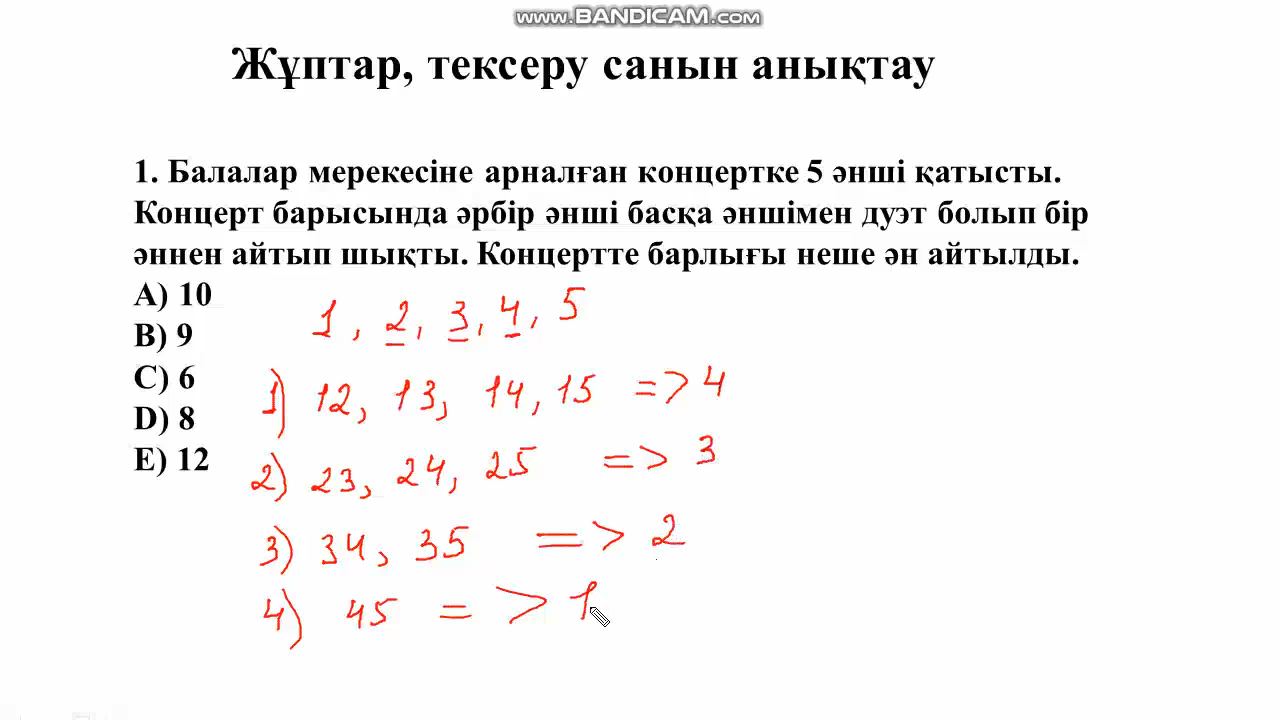 www.BANDICAM.com
Жұптар, тексеру санын анықтау
1. Балалар мерекесіне арналған концертке 5 әнші қатысты.
Концерт барысында әрбір әнші басқа әншімен дуэт болып бір
әннен айтып шықты. Концертте барлығы неше ән айтылды.
A) 10
1, 2, 3, 4, 5
B) 9
C) 6
1) 12, 13, 14, 15 => 4
D) 8
E) 12
2) 23, 24, 25 => 3
3) 34, 35 => 2
4) 45 => 1